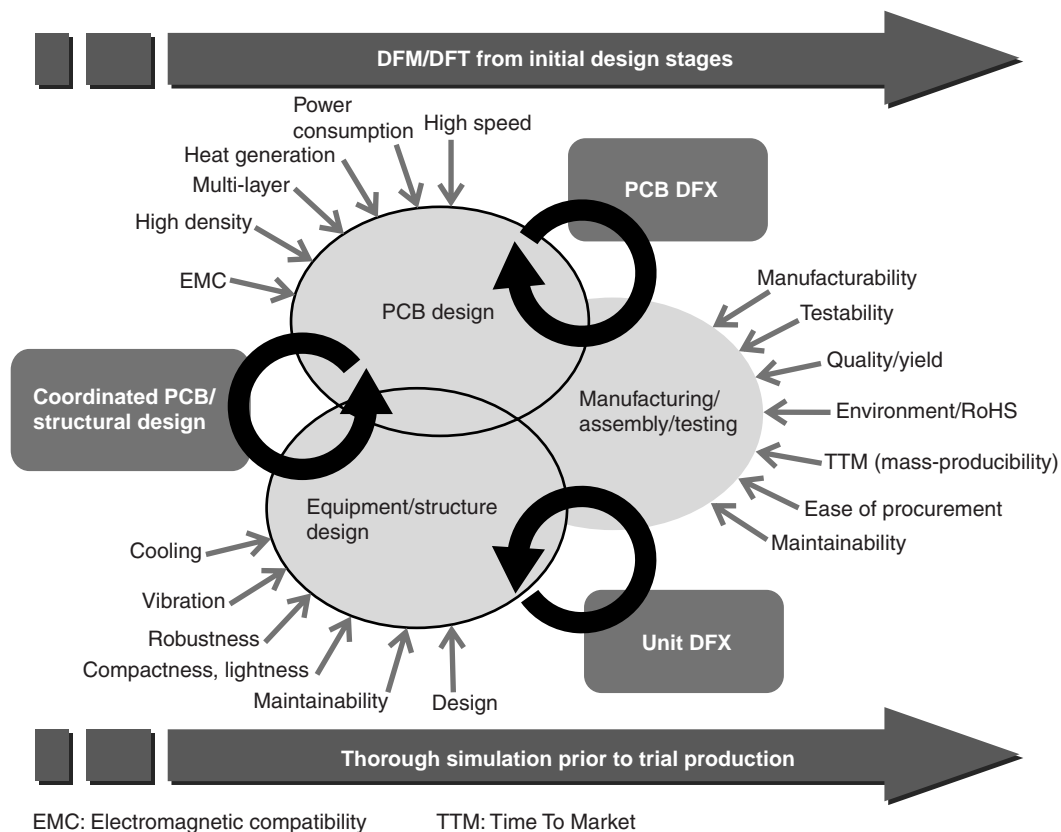 DFM/DFT from initial design stages
Power
consumption
High speed
Heat generation
Multi-layer
High density
EMC
PCB DFX
PCB design
Manufacturability
Testability
Quality/yield
Environment/RoHS
TTM (mass-producibility)
Ease of procurement
Maintainability
Manufacturing/
assembly/testing
Coordinated PCB/
structural design
Equipment/structure
design
Cooling
Vibration
Robustness
Compactness, lightness
Maintainability
Design
Unit DFX
Thorough simulation prior to trial production
EMC: Electromagnetic compatibility
TTM: Time To Market